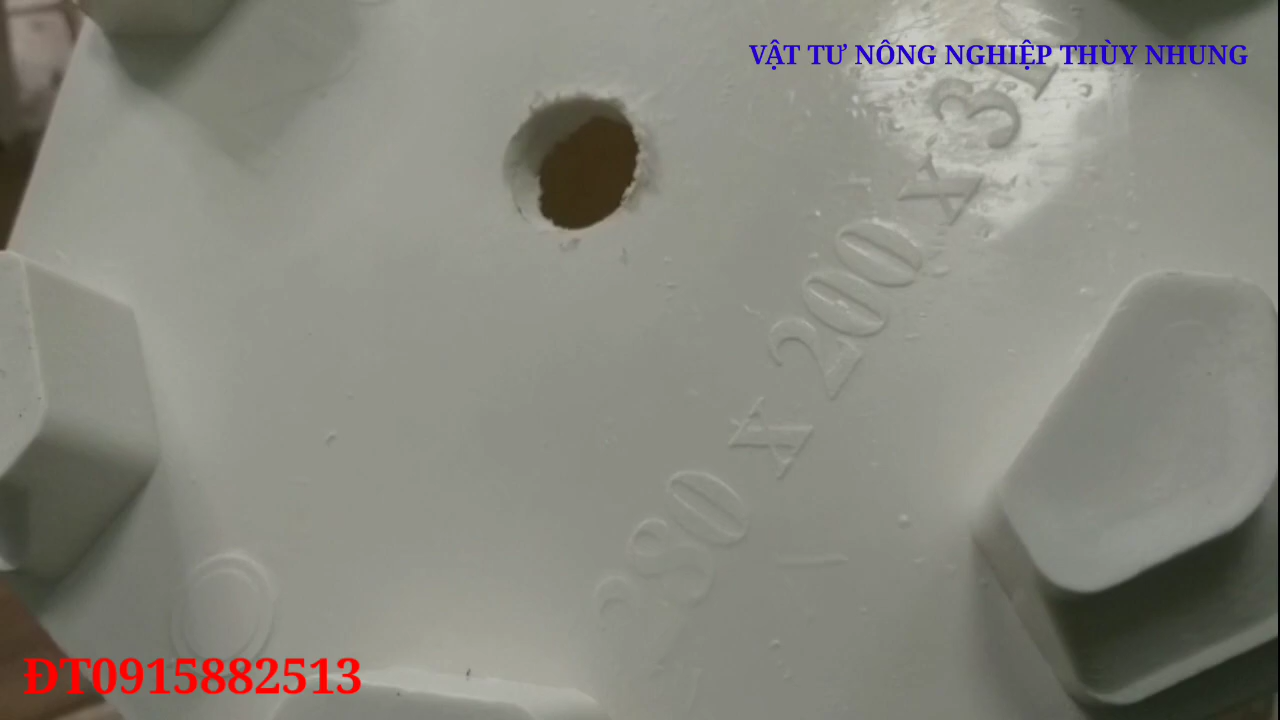 VẬT TƯ NÔNG NGHIỆP THÙY NHUNG
280 x 200 x 31
ĐT0915882513